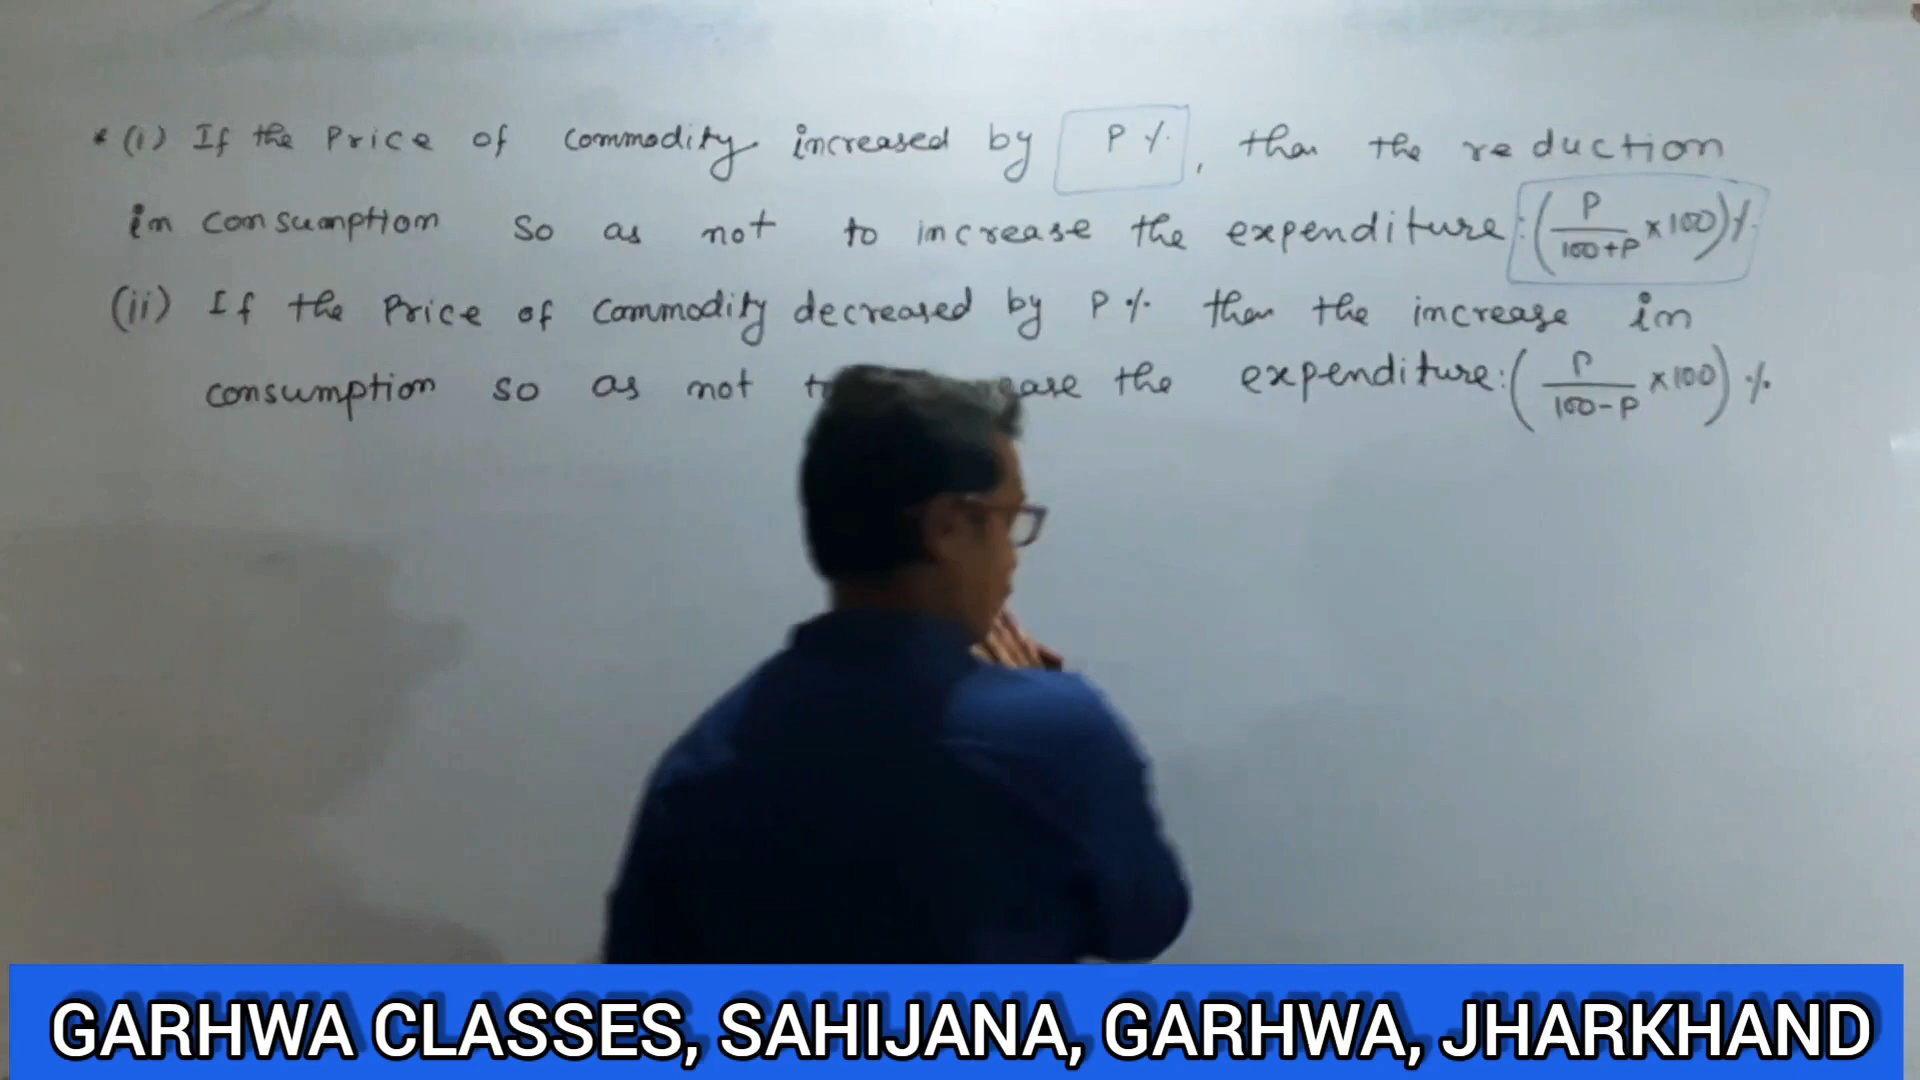 * (i) If the Price of commodity increased by P %, than the reduction
in consumption so as not to increase the expenditure : (P/100+P × 100) %
(ii) If the Price of Commodity decreased by P % than the increase in
consumption so as not the expenditure : (P/100-P × 100) %
GARHWA CLASSES, SAHIJANA, GARHWA, JHARKHAND